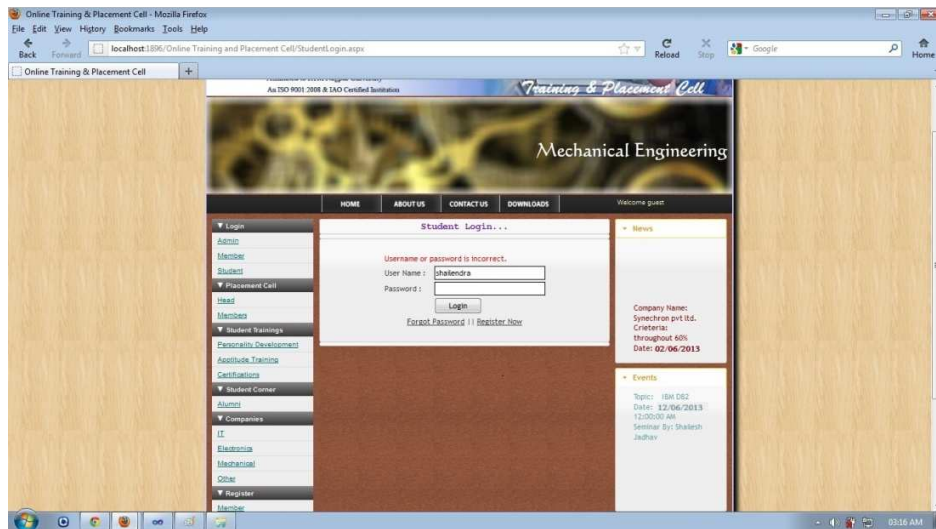 Online Training & Placement Cell - Mozilla Firefox
File Edit View History Bookmarks Tools Help
Back Forward localhost:1896/Online Training and Placement Cell/StudentLogin.aspx Reload Stop Google Home
Online Training & Placement Cell +
An ISO 9001:2008 & IAO Certified Institution
Training & Placement Cell
Mechanical Engineering
HOME ABOUT US CONTACT US DOWNLOADS Welcome guest
Login
Admin
Member
Student
Placement Cell
Head
Members
Student Trainings
Personality Development
Apptitude Training
Certifications
Student Corner
Alumni
Companies
IT
Electronics
Mechanical
Other
Register
Member
Student Login...
Username or password is incorrect.
User Name : shailendra
Password :
Login
Forgot Password || Register Now
News
Company Name:
Synechron pvt ltd.
Crieteria:
throughout 60%
Date: 02/06/2013
Events
Topic: IBM DB2
Date: 12/06/2013
12:00:00 AM
Seminar By: Shailesh
Jadhav
03:16 AM